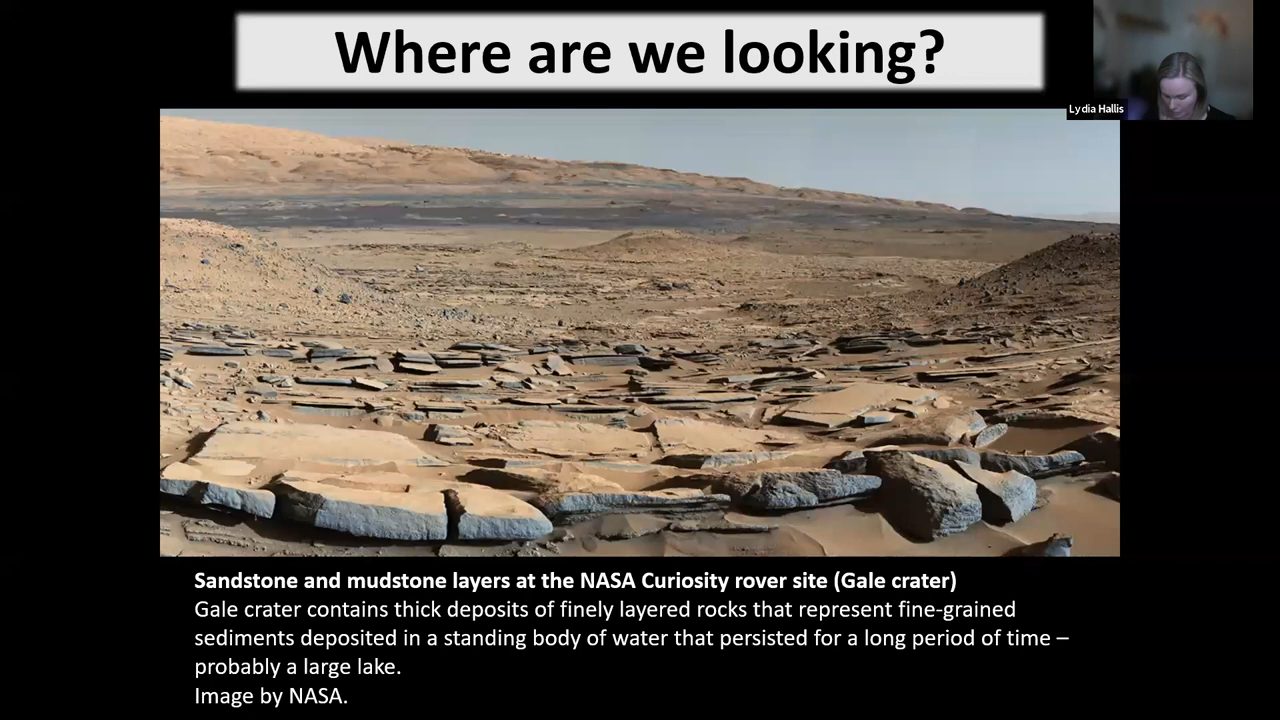 Where are we looking?
Lydia Hallis
Sandstone and mudstone layers at the NASA Curiosity rover site (Gale crater)
Gale crater contains thick deposits of finely layered rocks that represent fine-grained
sediments deposited in a standing body of water that persisted for a long period of time –
probably a large lake.
Image by NASA.